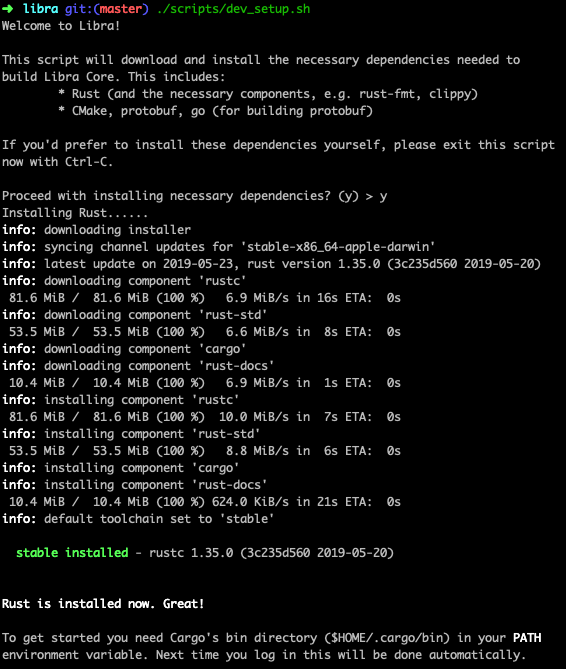 ➜  libra git:(master) ./scripts/dev_setup.sh
Welcome to Libra!

This script will download and install the necessary dependencies needed to
build Libra Core. This includes:
        * Rust (and the necessary components, e.g. rust-fmt, clippy)
        * CMake, protobuf, go (for building protobuf)

If you'd prefer to install these dependencies yourself, please exit this script
now with Ctrl-C.

Proceed with installing necessary dependencies? (y) > y
Installing Rust......
info: downloading installer
info: syncing channel updates for 'stable-x86_64-apple-darwin'
info: latest update on 2019-05-23, rust version 1.35.0 (3c235d560 2019-05-20)
info: downloading component 'rustc'
 81.6 MiB /  81.6 MiB (100 %)   6.9 MiB/s in 16s ETA:  0s
info: downloading component 'rust-std'
 53.5 MiB /  53.5 MiB (100 %)   6.6 MiB/s in  8s ETA:  0s
info: downloading component 'cargo'
info: downloading component 'rust-docs'
 10.4 MiB /  10.4 MiB (100 %)   6.9 MiB/s in  1s ETA:  0s
info: installing component 'rustc'
 81.6 MiB /  81.6 MiB (100 %)  10.0 MiB/s in  7s ETA:  0s
info: installing component 'rust-std'
 53.5 MiB /  53.5 MiB (100 %)   8.8 MiB/s in  6s ETA:  0s
info: installing component 'cargo'
info: installing component 'rust-docs'
 10.4 MiB /  10.4 MiB (100 %) 624.0 KiB/s in 21s ETA:  0s
info: default toolchain set to 'stable'

  stable installed - rustc 1.35.0 (3c235d560 2019-05-20)


Rust is installed now. Great!

To get started you need Cargo's bin directory ($HOME/.cargo/bin) in your PATH
environment variable. Next time you log in this will be done automatically.